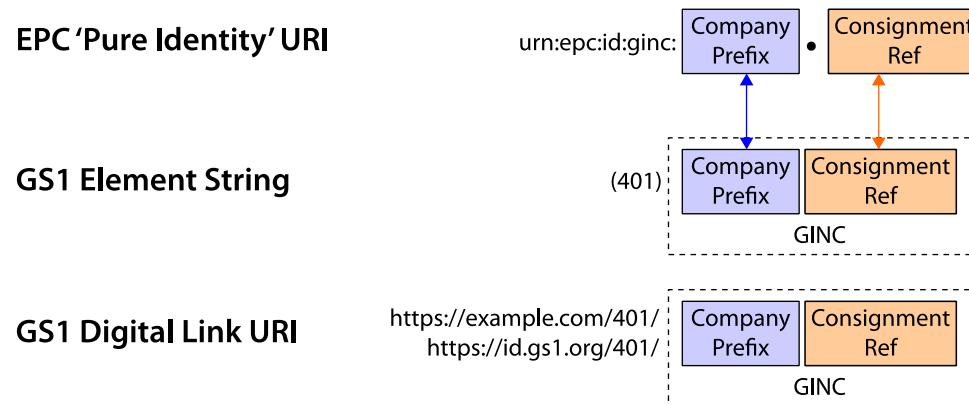 EPC ‘Pure Identity’ URI
urn:epc:id:ginc:
Company
Prefix
•
Consignment
Ref
GS1 Element String
(401)
Company
Prefix
Consignment
Ref
GINC
GS1 Digital Link URI
https://example.com/401/
https://id.gs1.org/401/
Company
Prefix
Consignment
Ref
GINC